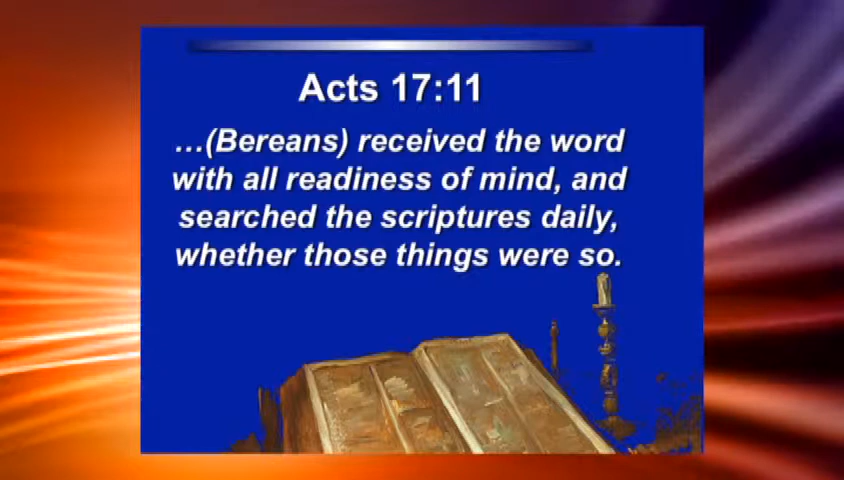 Acts 17:11
...(Bereans) received the word
with all readiness of mind, and
searched the scriptures daily,
whether those things were so.